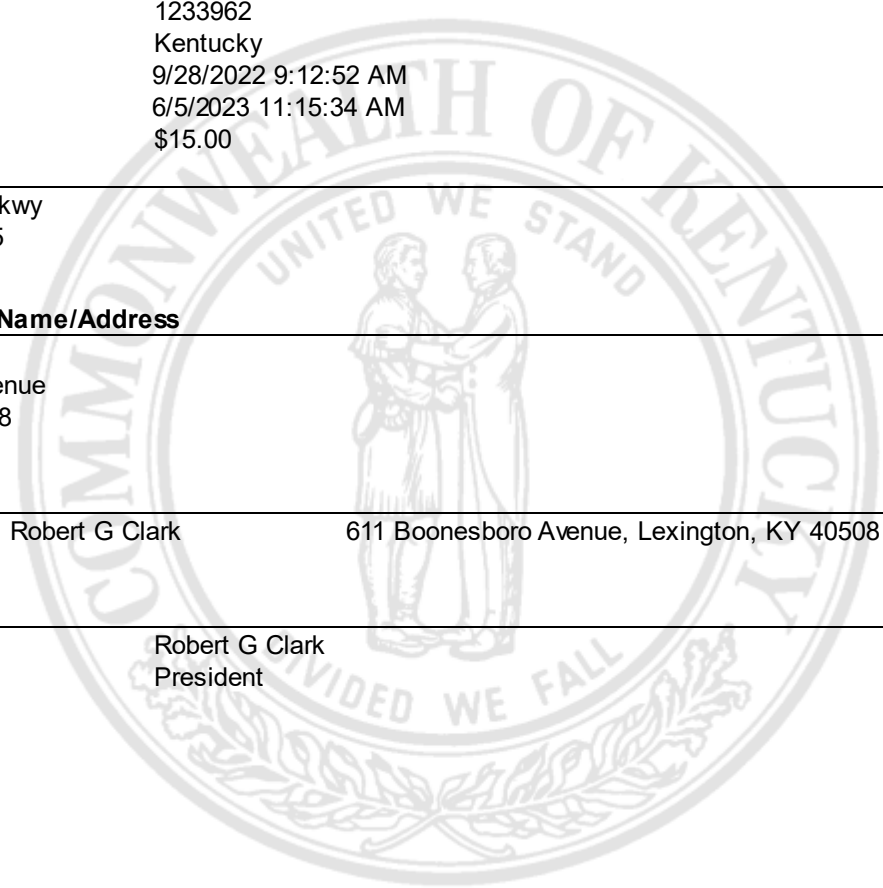 1233962
Kentucky
9/28/2022 9:12:52 AM
6/5/2023 11:15:34 AM
$15.00
kwy
5
Name/Address
enue
8
Robert G Clark 611 Boonesboro Avenue, Lexington, KY 40508
Robert G Clark
President
COMMONWEALTH OF KENTUCKY
UNITED WE STAND
DIVIDED WE FALL